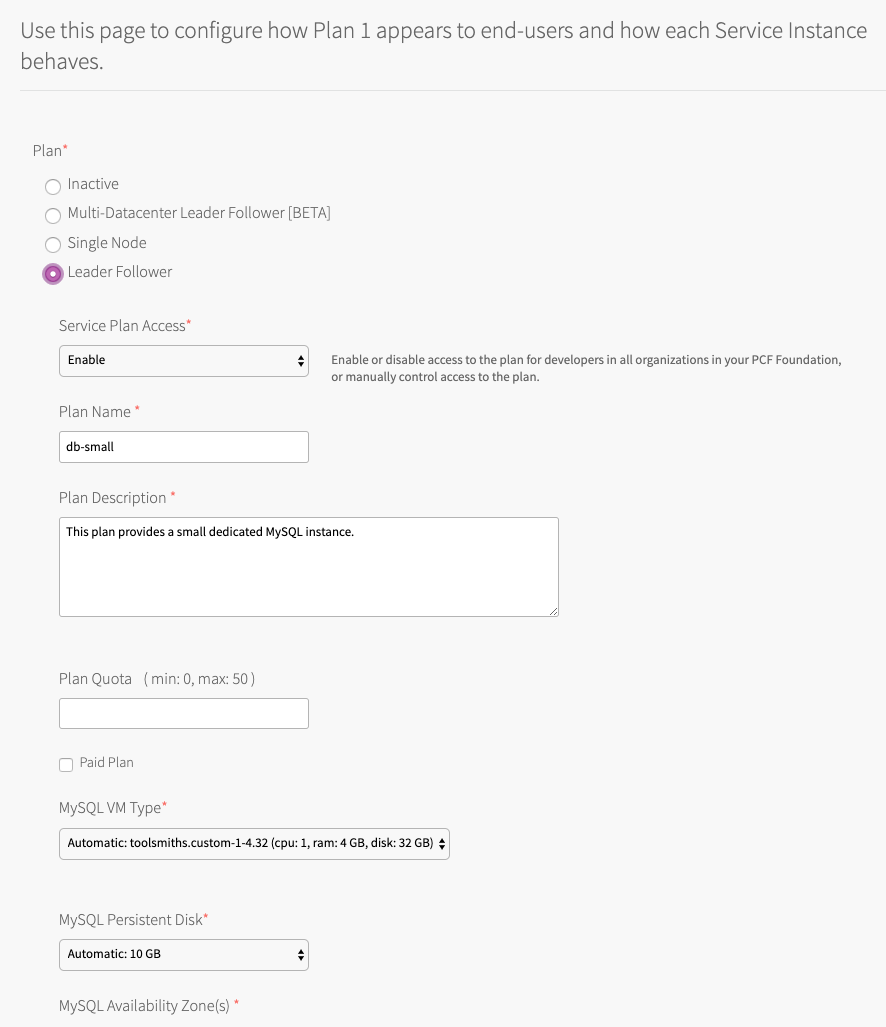 Use this page to configure how Plan 1 appears to end-users and how each Service Instance
behaves.
Plan*
Inactive
Multi-Datacenter Leader Follower [BETA]
Single Node
Leader Follower
Service Plan Access*
Enable
Enable or disable access to the plan for developers in all organizations in your PCF Foundation,
or manually control access to the plan.
Plan Name *
db-small
Plan Description *
This plan provides a small dedicated MySQL instance.
Plan Quota ( min: 0, max: 50 )
Paid Plan
MySQL VM Type*
Automatic: toolsmiths.custom-1-4.32 (cpu: 1, ram: 4 GB, disk: 32 GB)
MySQL Persistent Disk*
Automatic: 10 GB
MySQL Availability Zone(s) *